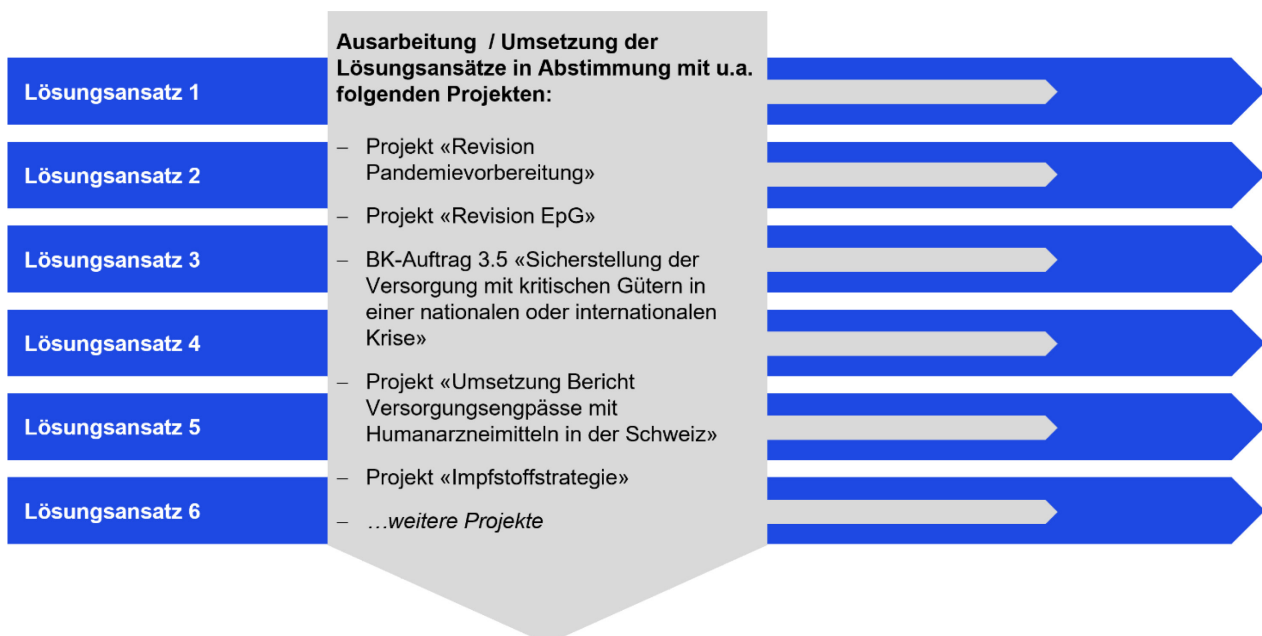 Ausarbeitung / Umsetzung der
Lösungsansätze in Abstimmung mit u.a.
folgenden Projekten:
Lösungsansatz 1
Lösungsansatz 2
Lösungsansatz 3
Lösungsansatz 4
Lösungsansatz 5
Lösungsansatz 6
– Projekt «Revision
Pandemievorbereitung»
– Projekt «Revision EpG»
– BK-Auftrag 3.5 «Sicherstellung der
Versorgung mit kritischen Gütern in
einer nationalen oder internationalen
Krise»
– Projekt «Umsetzung Bericht
Versorgungsengpässe mit
Humanarzneimitteln in der Schweiz»
– Projekt «Impfstoffstrategie»
– …weitere Projekte